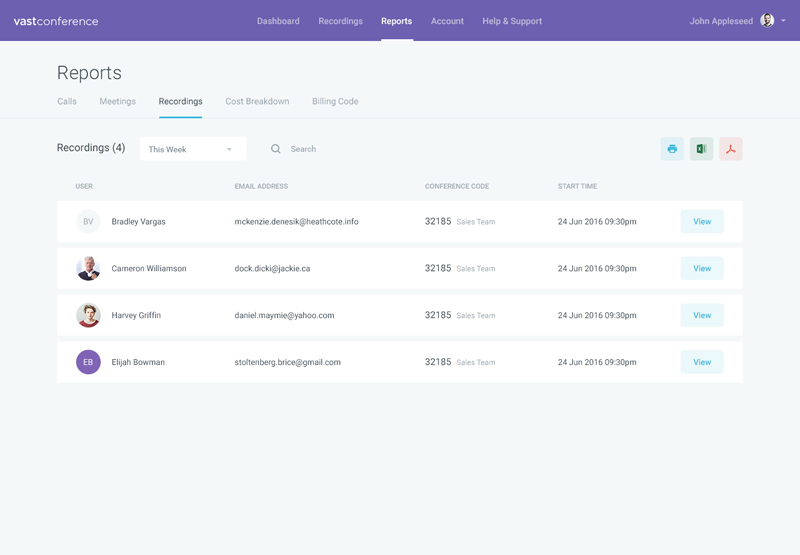 vastconference Dashboard Recordings Reports Account Help & Support John Appleseed
Reports
Calls Meetings Recordings Cost Breakdown Billing Code
Recordings (4) This Week Search
USER EMAIL ADDRESS CONFERENCE CODE START TIME
BV Bradley Vargas mckenzie.denesik@heathcote.info 32185 Sales Team 24 Jun 2016 09:30pm View
Cameron Williamson dock.dicki@jackie.ca 32185 Sales Team 24 Jun 2016 09:30pm View
Harvey Griffin daniel.maymie@yahoo.com 32185 Sales Team 24 Jun 2016 09:30pm View
EB Elijah Bowman stoltenberg.brice@gmail.com 32185 Sales Team 24 Jun 2016 09:30pm View